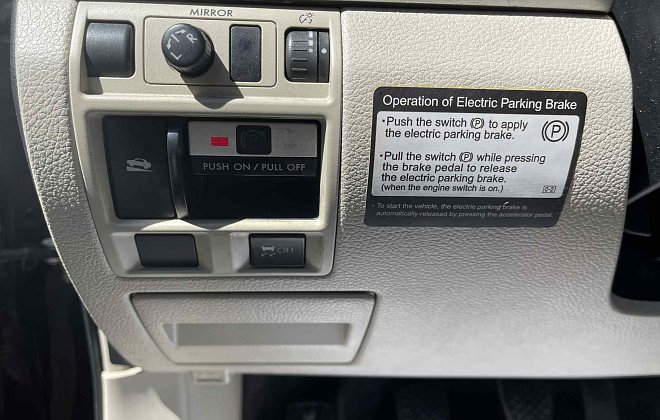 MIRROR
L R
PUSH ON / PULL OFF
OFF
Operation of Electric Parking Brake
•Push the switch (P) to apply
the electric parking brake.
(P)
•Pull the switch (P) while pressing
the brake pedal to release
the electric parking brake.
(when the engine switch is on.)
•To start the vehicle, the electric parking brake is
automatically released by pressing the accelerator pedal.